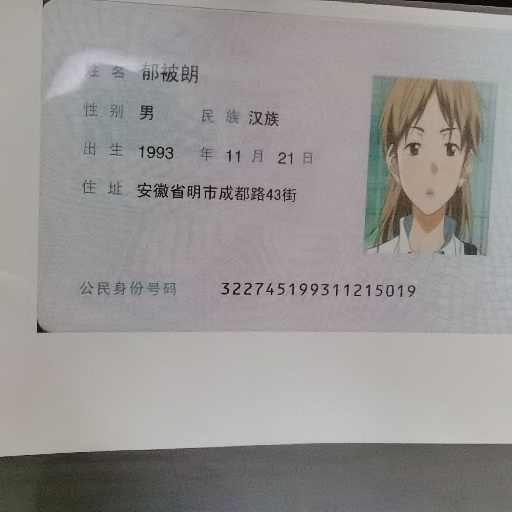 姓名 郁被朗
性别 男 民族 汉族
出生 1993 年 11 月 21 日
住址 安徽省明市成都路43街
公民身份号码 322745199311215019